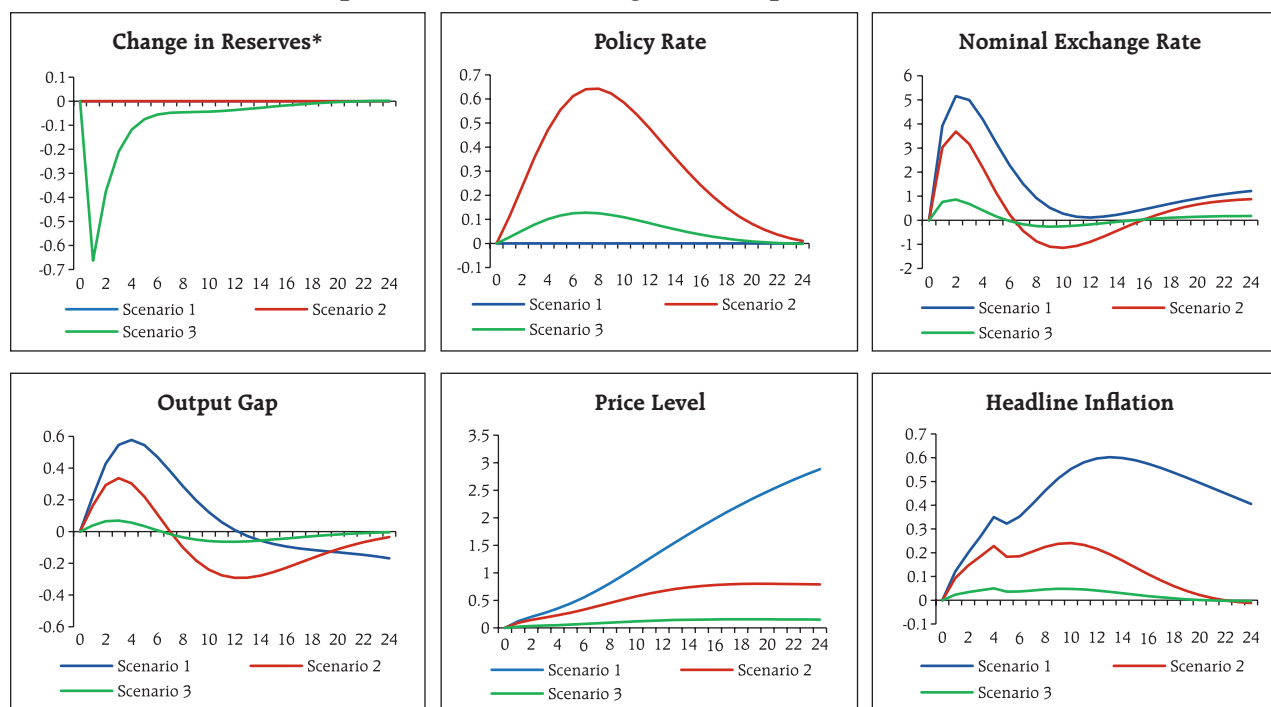 Change in Reserves*
0.1
0
-0.1
-0.2
-0.3
-0.4
-0.5
-0.6
-0.7
0 2 4 6 8 10 12 14 16 18 20 22 24
Scenario 1
Scenario 2
Scenario 3
Policy Rate
0.7
0.6
0.5
0.4
0.3
0.2
0.1
0
-0.1
0 2 4 6 8 10 12 14 16 18 20 22 24
Scenario 1
Scenario 2
Scenario 3
Nominal Exchange Rate
6
5
4
3
2
1
0
-1
-2
0 2 4 6 8 10 12 14 16 18 20 22 24
Scenario 1
Scenario 2
Scenario 3
Output Gap
0.6
0.4
0.2
0
-0.2
-0.4
-0.6
0 2 4 6 8 10 12 14 16 18 20 22 24
Scenario 1
Scenario 2
Scenario 3
Price Level
3.5
3
2.5
2
1.5
1
0.5
0
0 2 4 6 8 10 12 14 16 18 20 22 24
Scenario 1
Scenario 2
Scenario 3
Headline Inflation
0.7
0.6
0.5
0.4
0.3
0.2
0.1
0
-0.1
0 2 4 6 8 10 12 14 16 18 20 22 24
Scenario 1
Scenario 2
Scenario 3